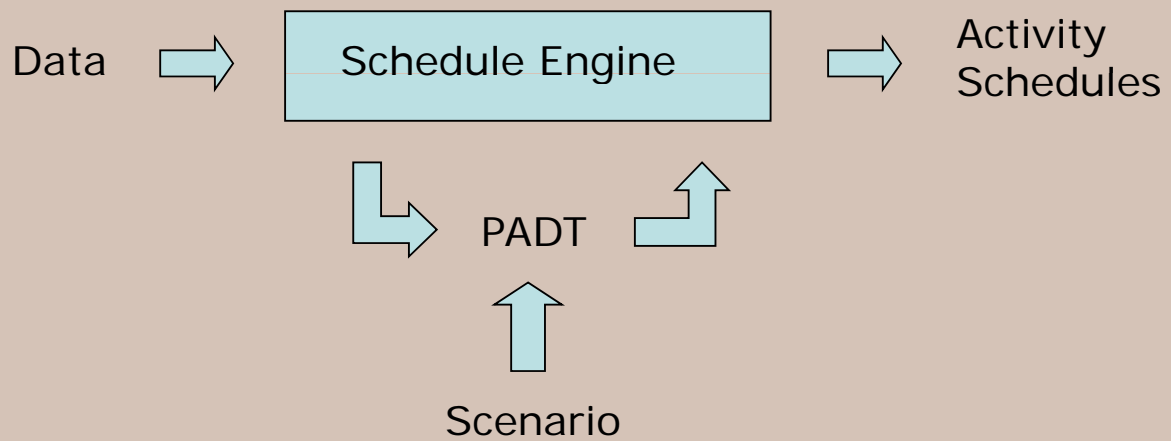 Data
Schedule Engine
Activity
Schedules
PADT
Scenario